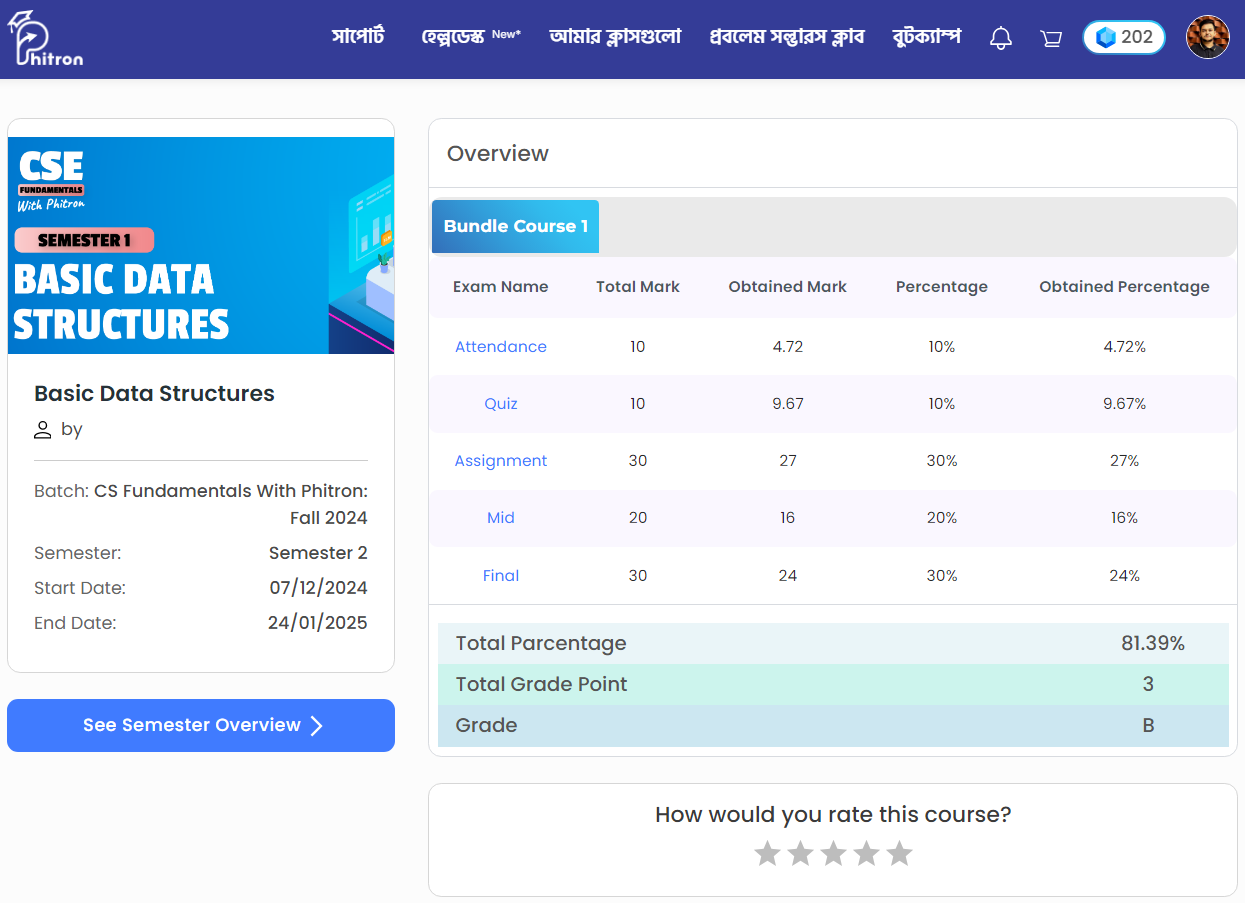 Phitron
সাপোর্ট হেল্পডেস্ক New* আমার ক্লাসগুলো প্রবলেম সল্ভারস ক্লাব বুটক্যাম্প 202
CSE
FUNDAMENTALS
With Phitron
SEMESTER 1
BASIC DATA
STRUCTURES
Basic Data Structures
by
Batch: CS Fundamentals With Phitron:
Fall 2024
Semester: Semester 2
Start Date: 07/12/2024
End Date: 24/01/2025
See Semester Overview
Overview
Bundle Course 1
Exam Name Total Mark Obtained Mark Percentage Obtained Percentage
Attendance 10 4.72 10% 4.72%
Quiz 10 9.67 10% 9.67%
Assignment 30 27 30% 27%
Mid 20 16 20% 16%
Final 30 24 30% 24%
Total Parcentage 81.39%
Total Grade Point 3
Grade B
How would you rate this course?